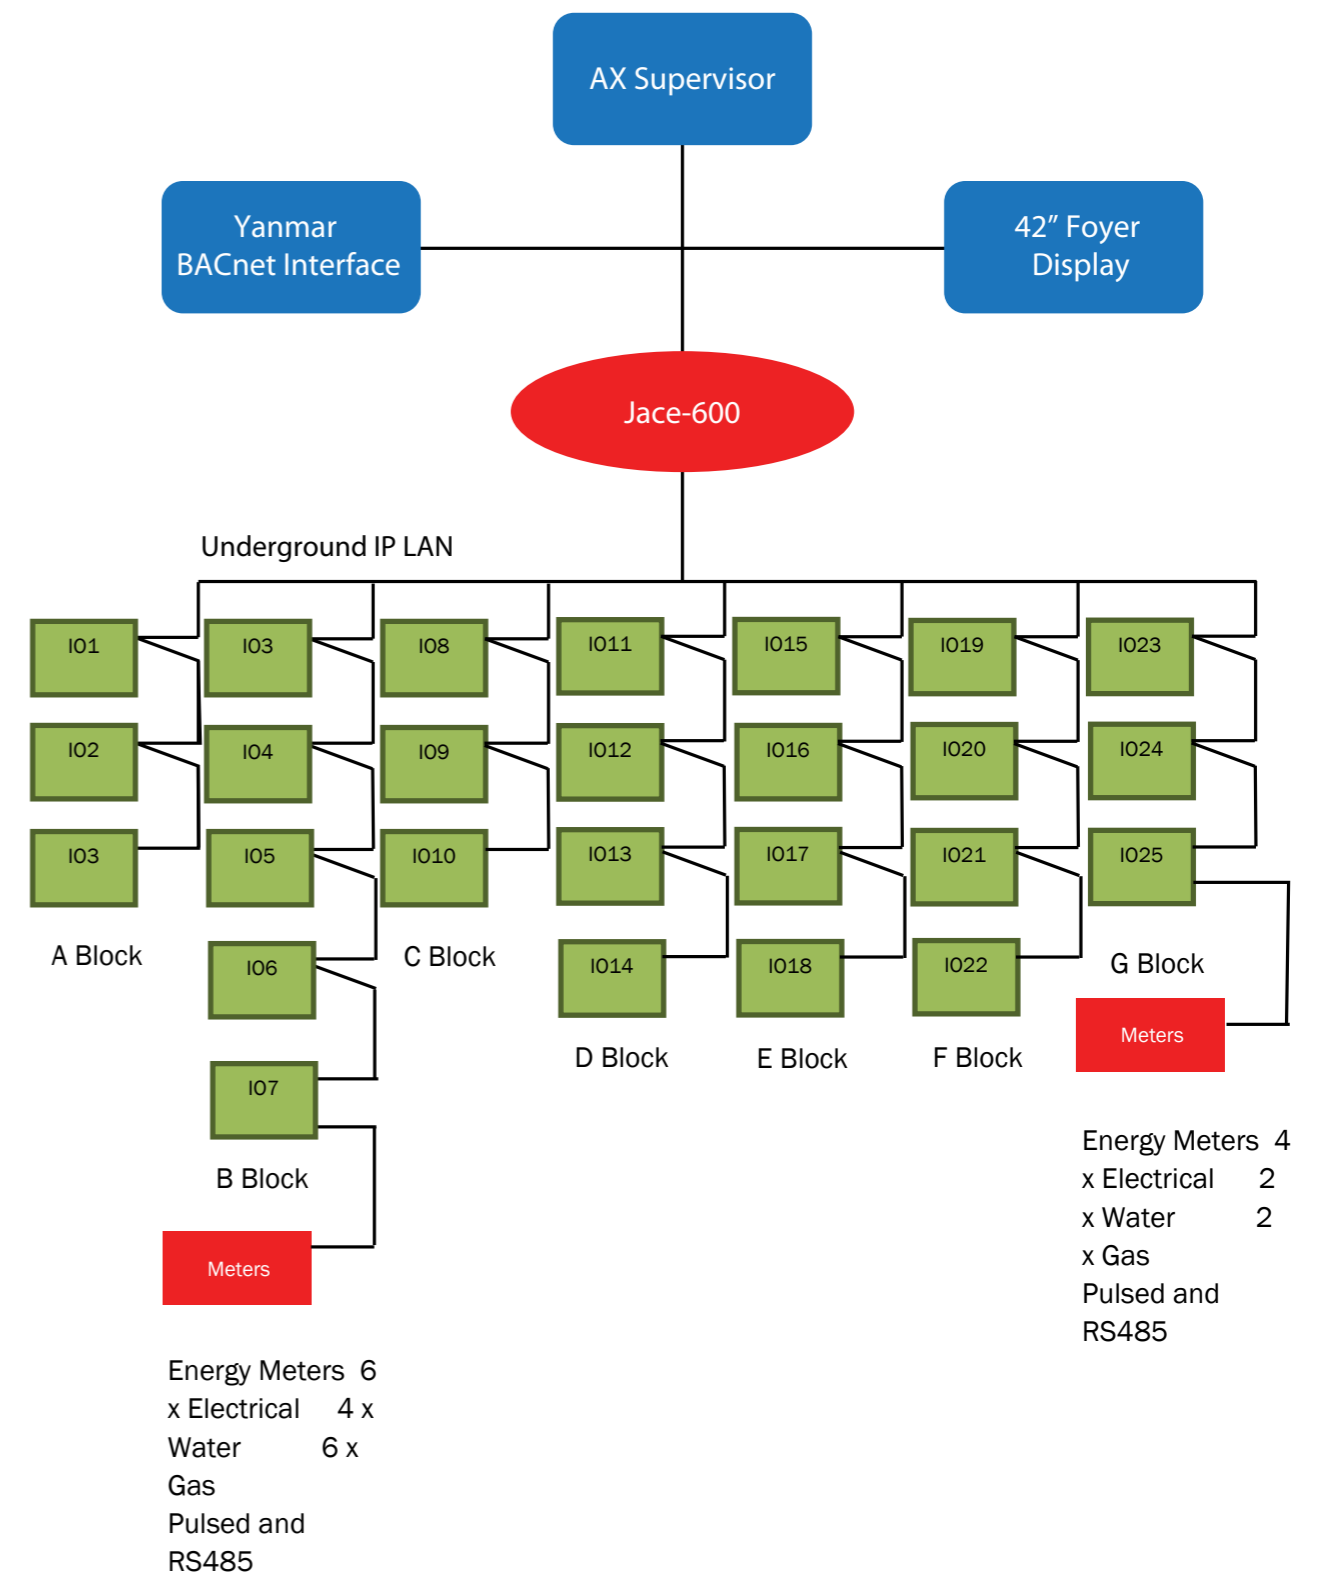 AX Supervisor
Yanmar
BACnet Interface
42” Foyer
Display
Jace-600
Underground IP LAN
I01
I03
I08
I011
I015
I019
I023
I02
I04
I09
I012
I016
I020
I024
I03
I05
I010
I013
I017
I021
I025
A Block
I06
C Block
I014
I018
I022
G Block
Meters
D Block
E Block
F Block
I07
B Block
Energy Meters 4
x Electrical 2
x Water 2
x Gas
Pulsed and
RS485
Meters
Energy Meters 6
x Electrical 4 x
Water 6 x
Gas
Pulsed and
RS485